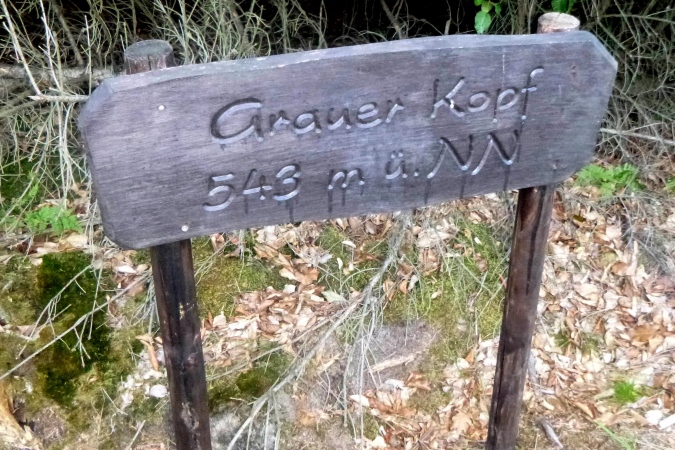 Grauer Kopf
543 m ü. NN